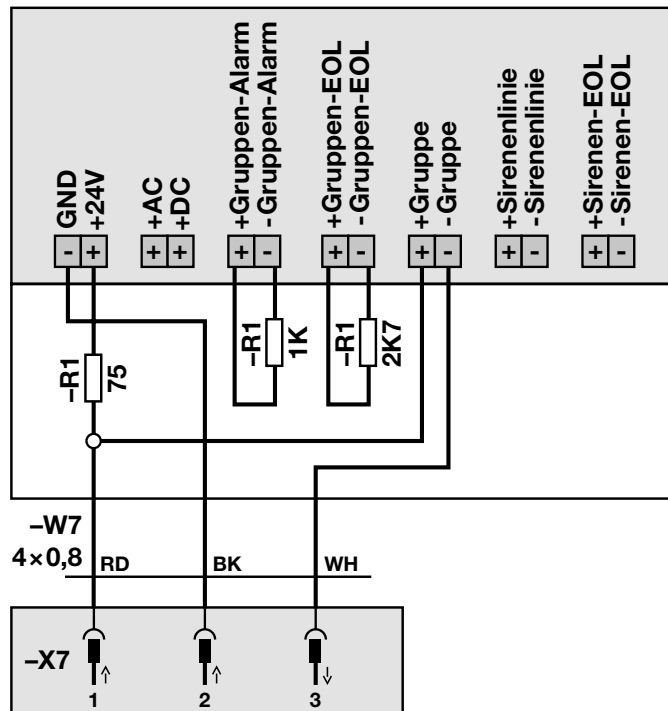 GND
+24V
+AC
+DC
+Gruppen-Alarm
-Gruppen-Alarm
+Gruppen-EOL
-Gruppen-EOL
+Gruppe
-Gruppe
+Sirenenlinie
-Sirenenlinie
+Sirenen-EOL
-Sirenen-EOL
- +
+ +
+ -
+ -
+ -
+ -
+ -
–R1
75
–R1
1K
–R1
2K7
–W7
4×0,8
RD
BK
WH
–X7
1
2
3